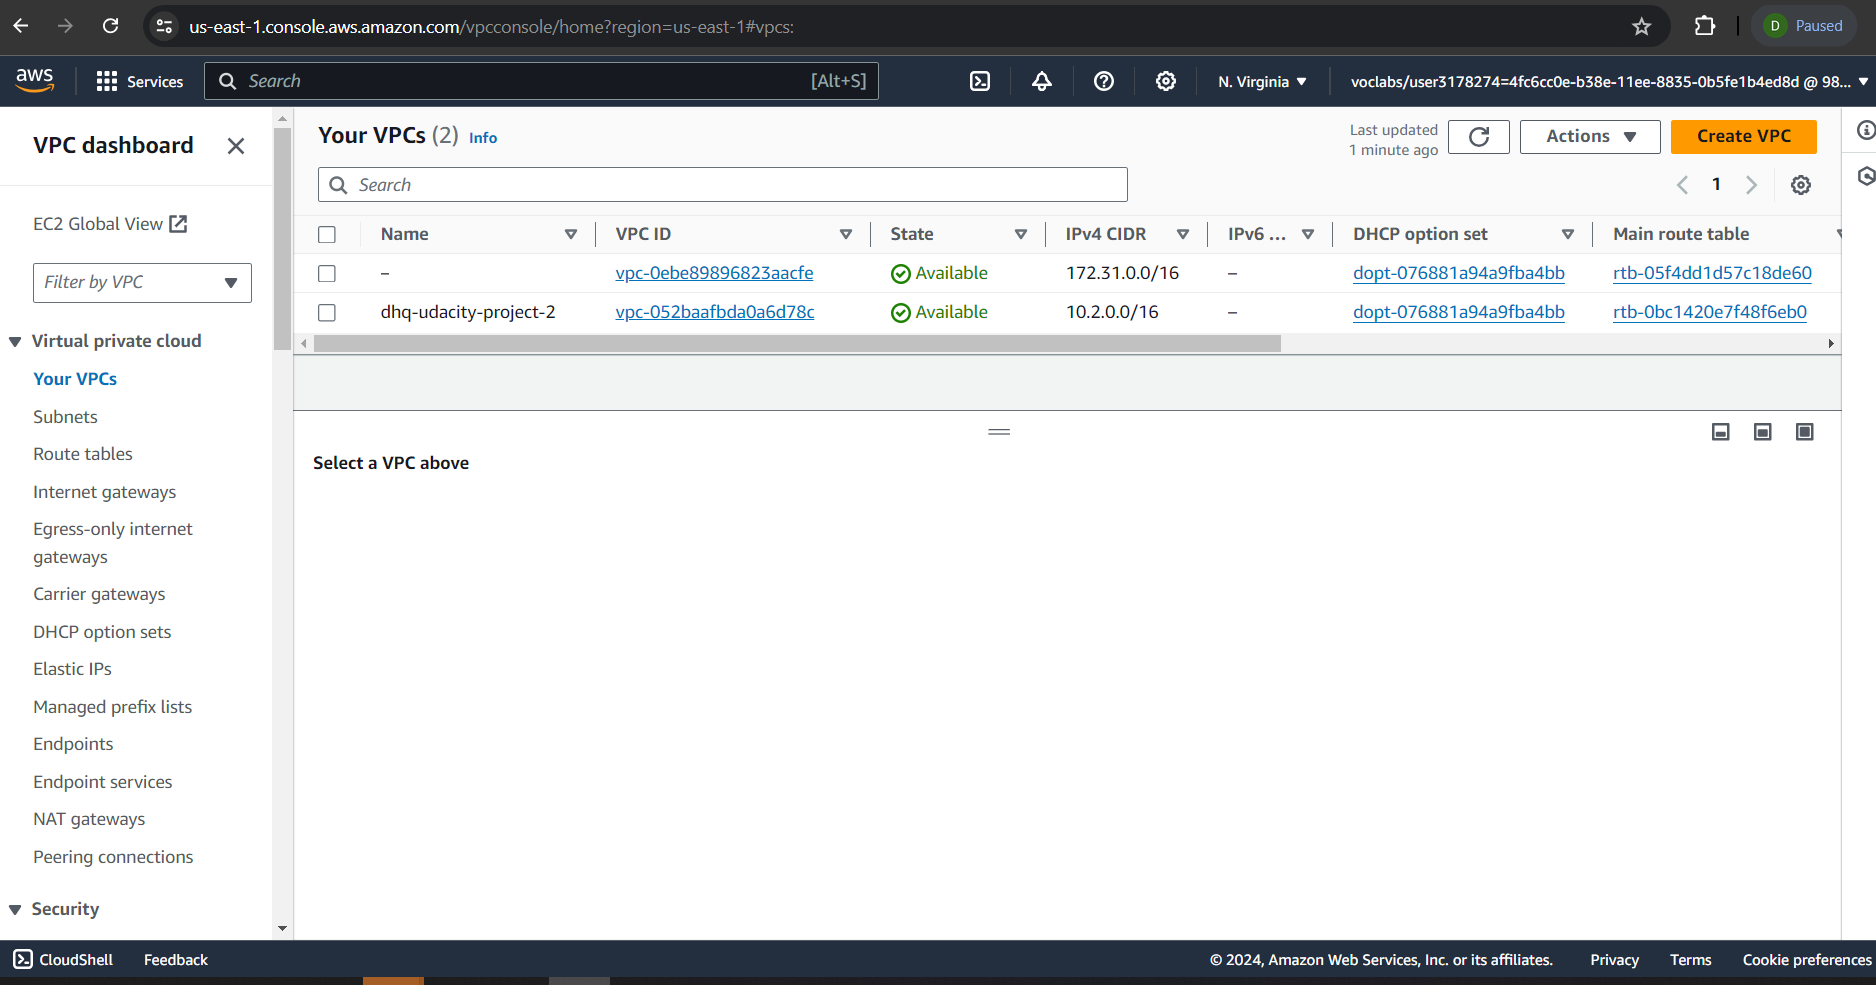 us-east-1.console.aws.amazon.com/vpcconsole/home?region=us-east-1#vpcs:
D Paused
aws
Services
Search [Alt+S]
N. Virginia
voclabs/user3178274=4fc6cc0e-b38e-11ee-8835-0b5fe1b4ed8d @ 98...
VPC dashboard
EC2 Global View
Filter by VPC
Virtual private cloud
Your VPCs
Subnets
Route tables
Internet gateways
Egress-only internet
gateways
Carrier gateways
DHCP option sets
Elastic IPs
Managed prefix lists
Endpoints
Endpoint services
NAT gateways
Peering connections
Security
Your VPCs (2) Info
Last updated
1 minute ago
Actions
Create VPC
Search
1
Name VPC ID State IPv4 CIDR IPv6 ... DHCP option set Main route table
– vpc-0ebe89896823aacfe Available 172.31.0.0/16 – dopt-076881a94a9fba4bb rtb-05f4dd1d57c18de60
dhq-udacity-project-2 vpc-052baafbda0a6d78c Available 10.2.0.0/16 – dopt-076881a94a9fba4bb rtb-0bc1420e7f48f6eb0
Select a VPC above
CloudShell Feedback
© 2024, Amazon Web Services, Inc. or its affiliates. Privacy Terms Cookie preferences